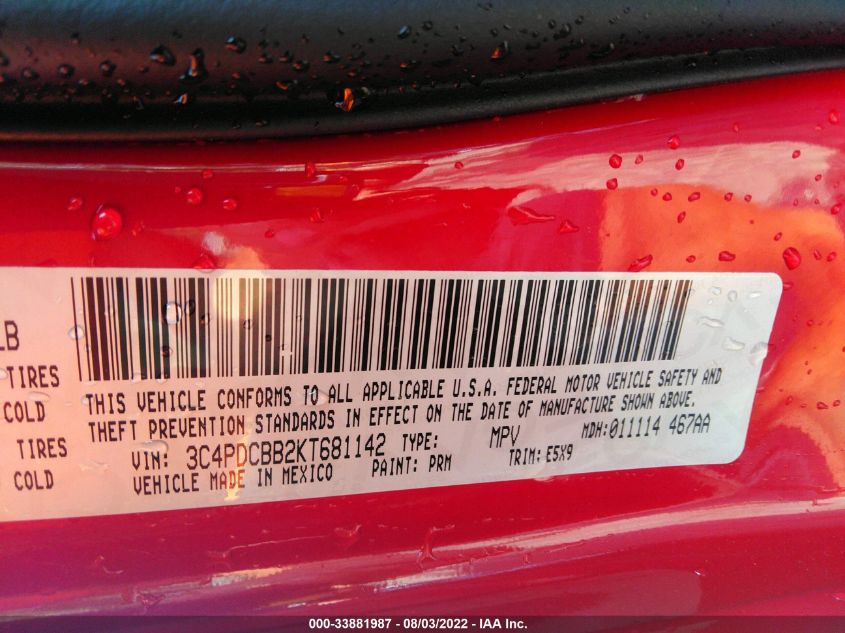 LB
TIRES
COLD
TIRES
COLD
THIS VEHICLE CONFORMS TO ALL APPLICABLE U.S.A. FEDERAL MOTOR VEHICLE SAFETY AND
THEFT PREVENTION STANDARDS IN EFFECT ON THE DATE OF MANUFACTURE SHOWN ABOVE.
VIN: 3C4PDCBB2KT681142 TYPE: MPV MDH:011114 467AA
VEHICLE MADE IN MEXICO PAINT: PRM TRIM: E5X9
000-33881987 - 08/03/2022 - IAA Inc.